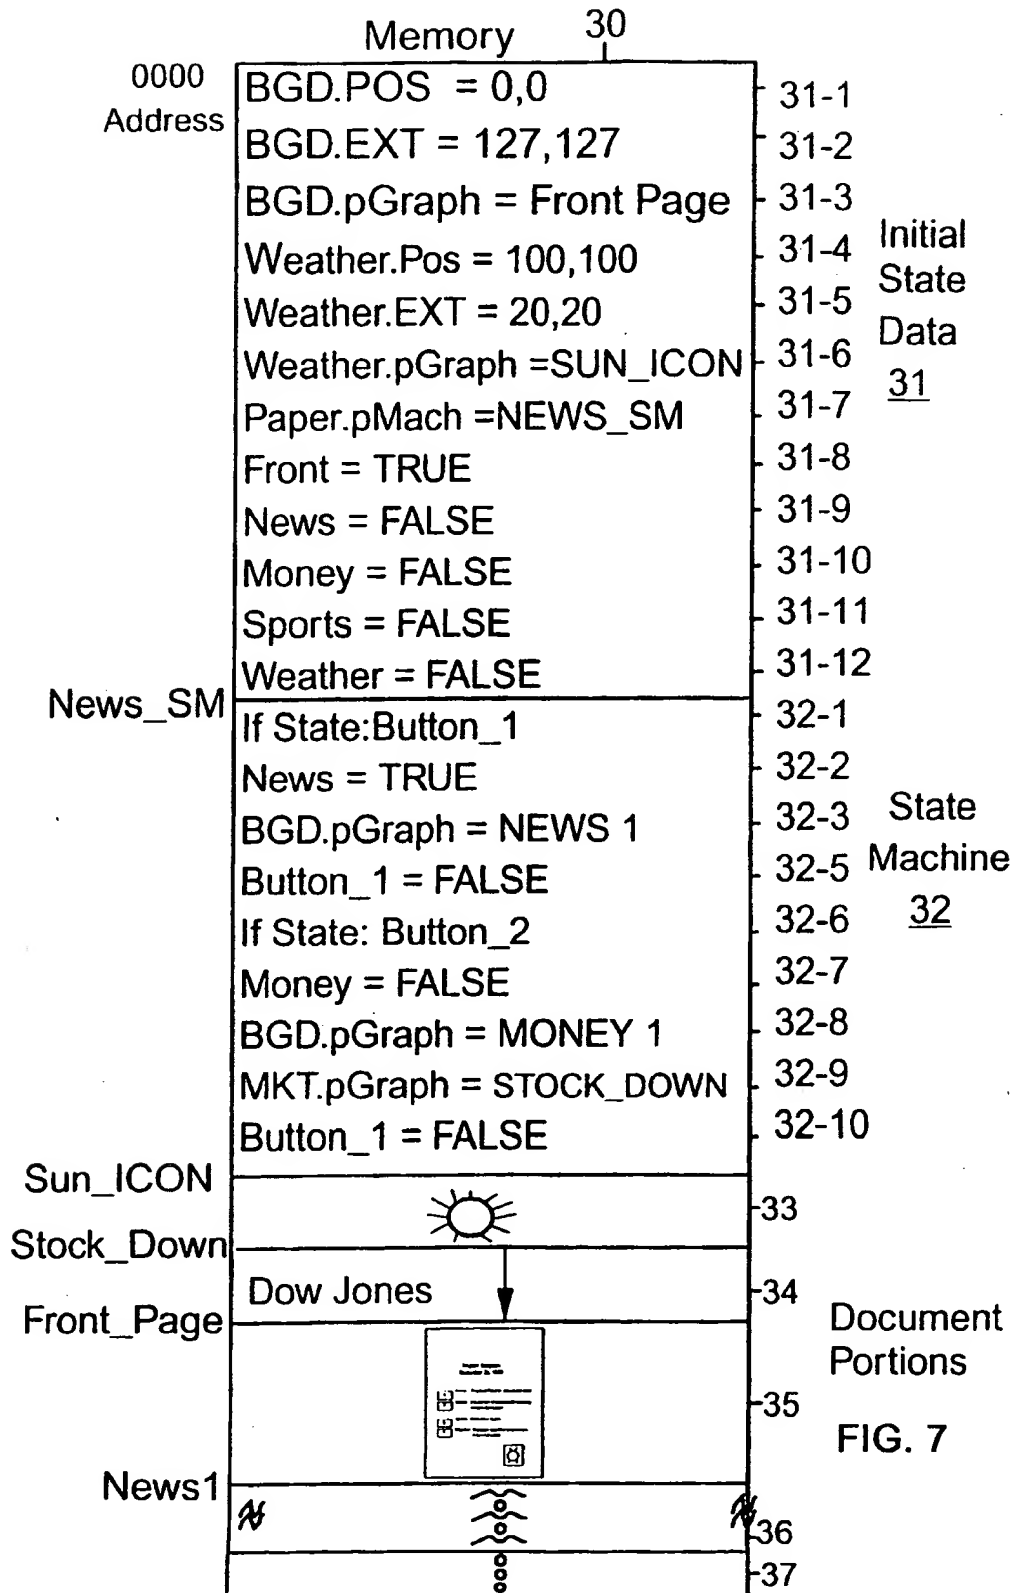 Memory 30
0000
Address
BGD.POS = 0,0 31-1
BGD.EXT = 127,127 31-2
BGD.pGraph = Front Page 31-3
Weather.Pos = 100,100 31-4
Weather.EXT = 20,20 31-5
Weather.pGraph =SUN_ICON 31-6
Paper.pMach =NEWS_SM 31-7
Front = TRUE 31-8
News = FALSE 31-9
Money = FALSE 31-10
Sports = FALSE 31-11
Weather = FALSE 31-12
Initial
State
Data
31
News_SM
If State:Button_1 32-1
News = TRUE 32-2
BGD.pGraph = NEWS 1 32-3
Button_1 = FALSE 32-5
If State: Button_2 32-6
Money = FALSE 32-7
BGD.pGraph = MONEY 1 32-8
MKT.pGraph = STOCK_DOWN 32-9
Button_1 = FALSE 32-10
State
Machine
32
Sun_ICON
33
Stock_Down
Dow Jones 34
Front_Page
35
Document
Portions
FIG. 7
News1
36
37